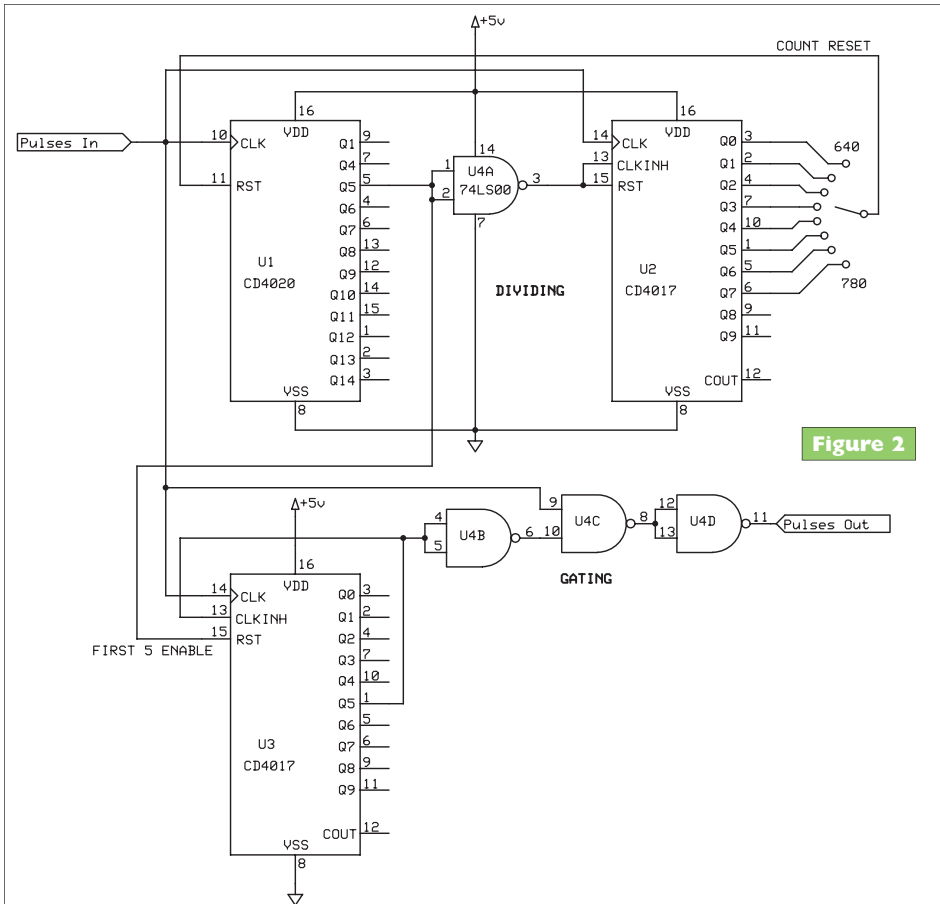 +5v
COUNT RESET
Pulses In
16
VDD
10 CLK
11 RST
Q1 9
Q4 7
Q5 5
Q6 4
Q7 6
Q8 13
Q9 12
Q10 14
Q11 15
Q12 1
Q13 2
Q14 3
U1
CD4020
VSS
8
14
1
2
U4A
74LS00
3
7
DIVIDING
16
VDD
14 CLK
13 CLKINH
15 RST
Q0 3
Q1 2
Q2 4
Q3 7
Q4 10
Q5 1
Q6 5
Q7 6
Q8 9
Q9 11
COUT 12
U2
CD4017
VSS
8
640
780
Figure 2
+5v
16
VDD
14 CLK
13 CLKINH
15 RST
FIRST 5 ENABLE
Q0 3
Q1 2
Q2 4
Q3 7
Q4 10
Q5 1
Q6 5
Q7 6
Q8 9
Q9 11
COUT 12
U3
CD4017
VSS
8
4
5
U4B
6
9
10
U4C
8
12
13
U4D
11
Pulses Out
GATING